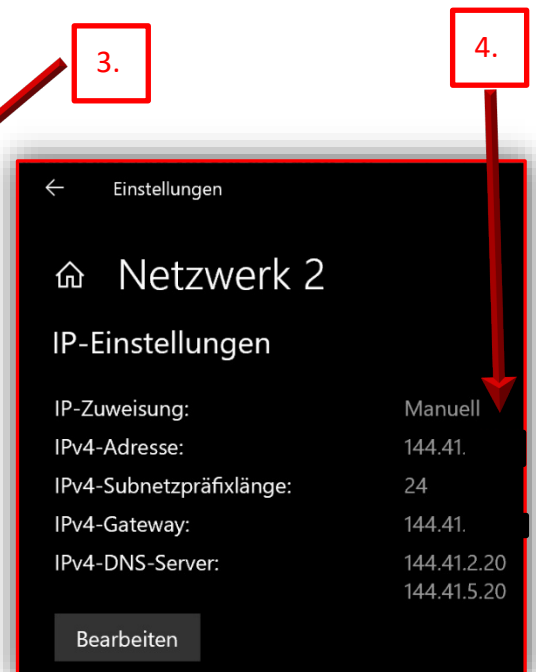 3.
4.
Einstellungen
Netzwerk 2
IP-Einstellungen
IP-Zuweisung: Manuell
IPv4-Adresse: 144.41.
IPv4-Subnetzpräfixlänge: 24
IPv4-Gateway: 144.41.
IPv4-DNS-Server: 144.41.2.20
144.41.5.20
Bearbeiten